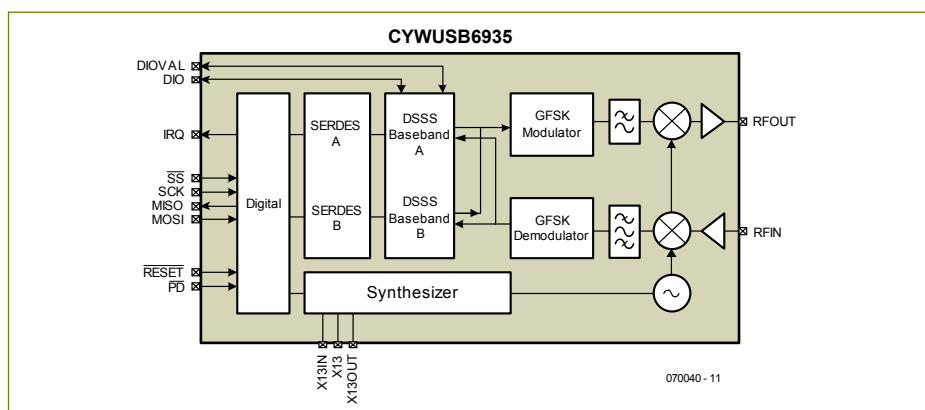 CYWUSB6935
DIOVAL
DIO
IRQ
SS
SCK
MISO
MOSI
RESET
PD
Digital
SERDES
A
SERDES
B
DSSS
Baseband
A
DSSS
Baseband
B
GFSK
Modulator
GFSK
Demodulator
Synthesizer
RFOUT
RFIN
X13IN
X13
X13OUT
070040 - 11